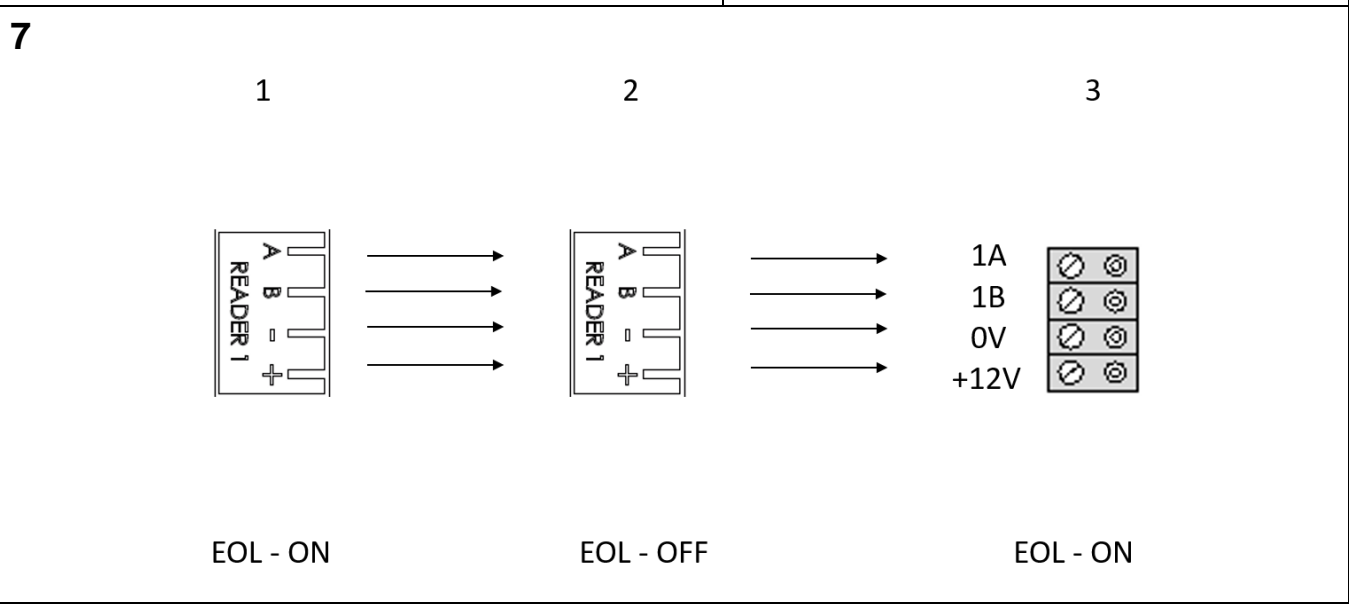 7
1 2 3
A
B
-
+
READER 1
A
B
-
+
READER 1
1A
1B
0V
+12V
EOL - ON EOL - OFF EOL - ON